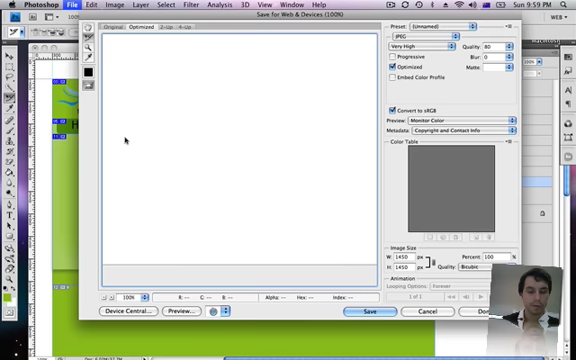 Photoshop File Edit Image Layer Select Filter Analysis 3D View Window Sun 9:59 PM
Save for Web & Devices (100%)
WEB
Original Optimized 2-Up 4-Up
Preset: (Unnamed)
JPEG
Very High Quality: 80
Progressive Blur: 0
Optimized Matte:
Embed Color Profile
Convert to sRGB
Preview: Monitor Color
Metadata: Copyright and Contact Info
Color Table
Image Size
W: 1450 px Percent: 100 %
H: 1450 px Quality: Bicubic
Animation
Looping Options: Forever
1 of 1
100% R: -- G: -- B: -- Alpha: -- Hex: -- Index: --
Device Central... Preview... Save Cancel